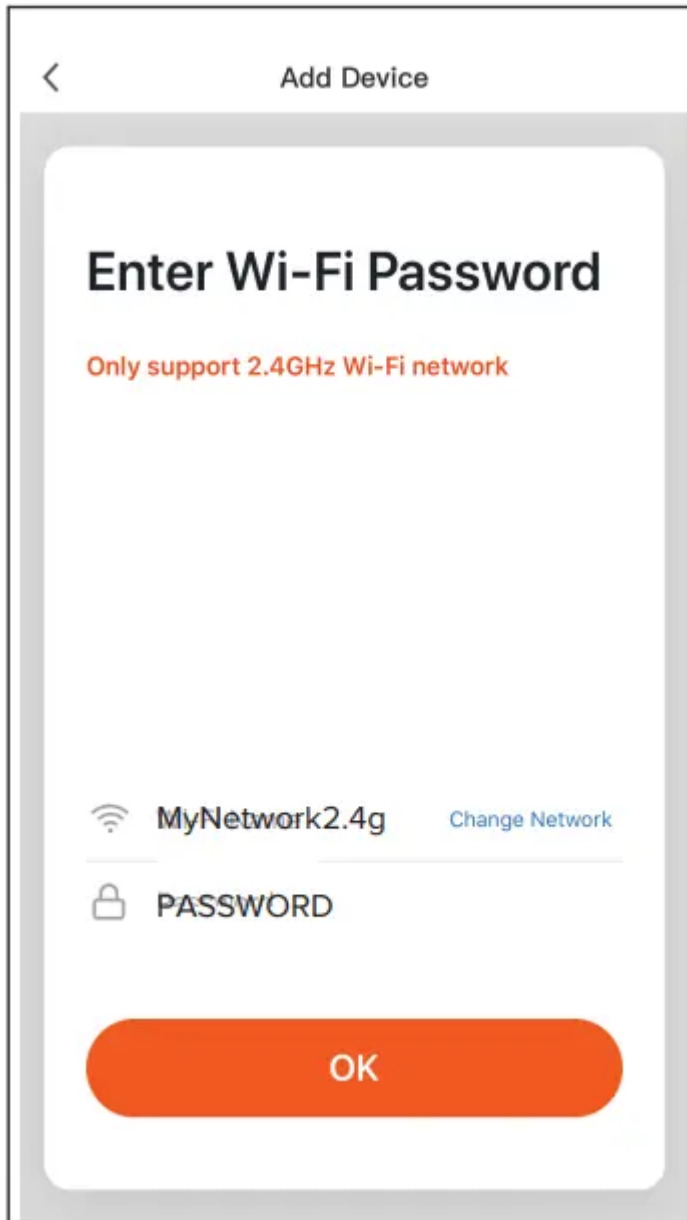 Add Device
Enter Wi-Fi Password
Only support 2.4GHz Wi-Fi network
MyNetwork2.4g Change Network
PASSWORD
OK